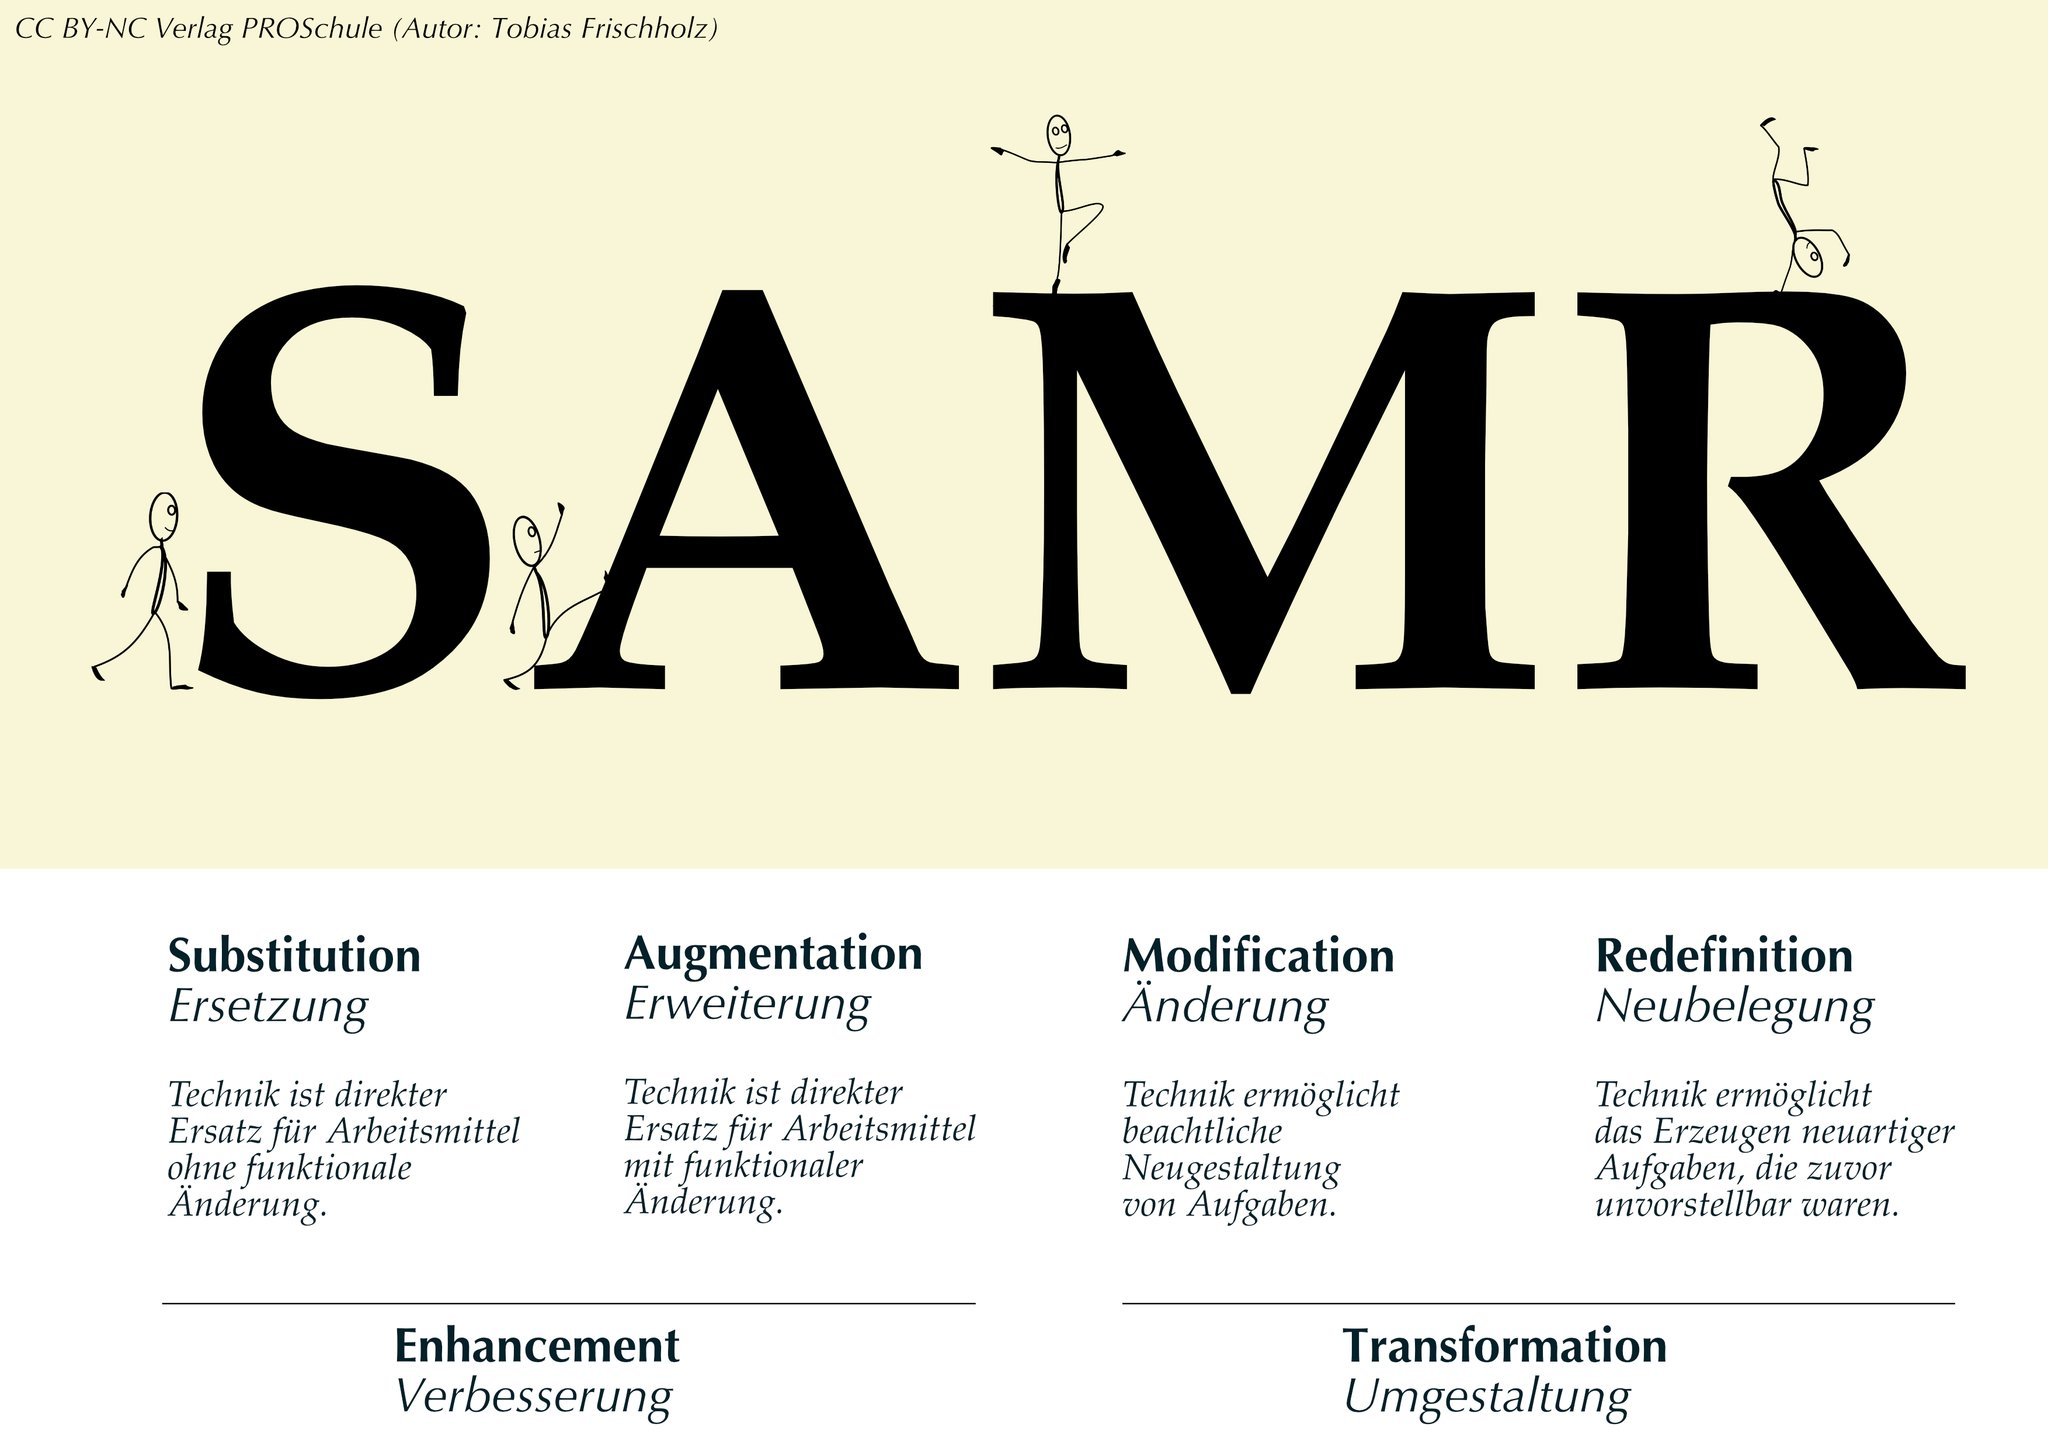 CC BY-NC Verlag PROSchule (Autor: Tobias Frischholz)
SAMR
Substitution
Ersetzung
Technik ist direkter
Ersatz für Arbeitsmittel
ohne funktionale
Änderung.
Augmentation
Erweiterung
Technik ist direkter
Ersatz für Arbeitsmittel
mit funktionaler
Änderung.
Modification
Änderung
Technik ermöglicht
beachtliche
Neugestaltung
von Aufgaben.
Redefinition
Neubelegung
Technik ermöglicht
das Erzeugen neuartiger
Aufgaben, die zuvor
unvorstellbar waren.
Enhancement
Verbesserung
Transformation
Umgestaltung